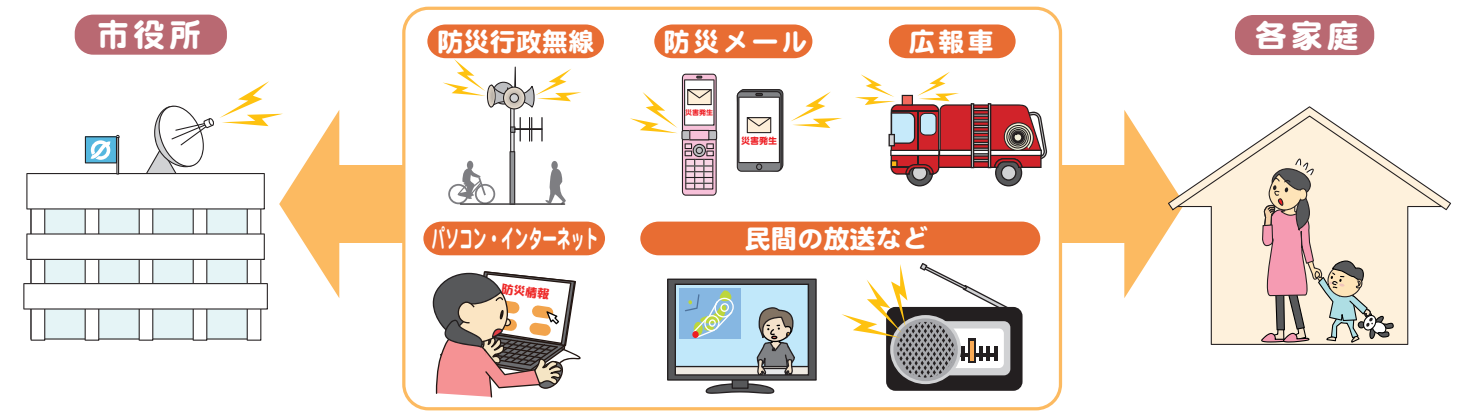 市役所
防災行政無線
防災メール
広報車
各家庭
災害発生
災害発生
パソコン・インターネット
民間の放送など
防災情報